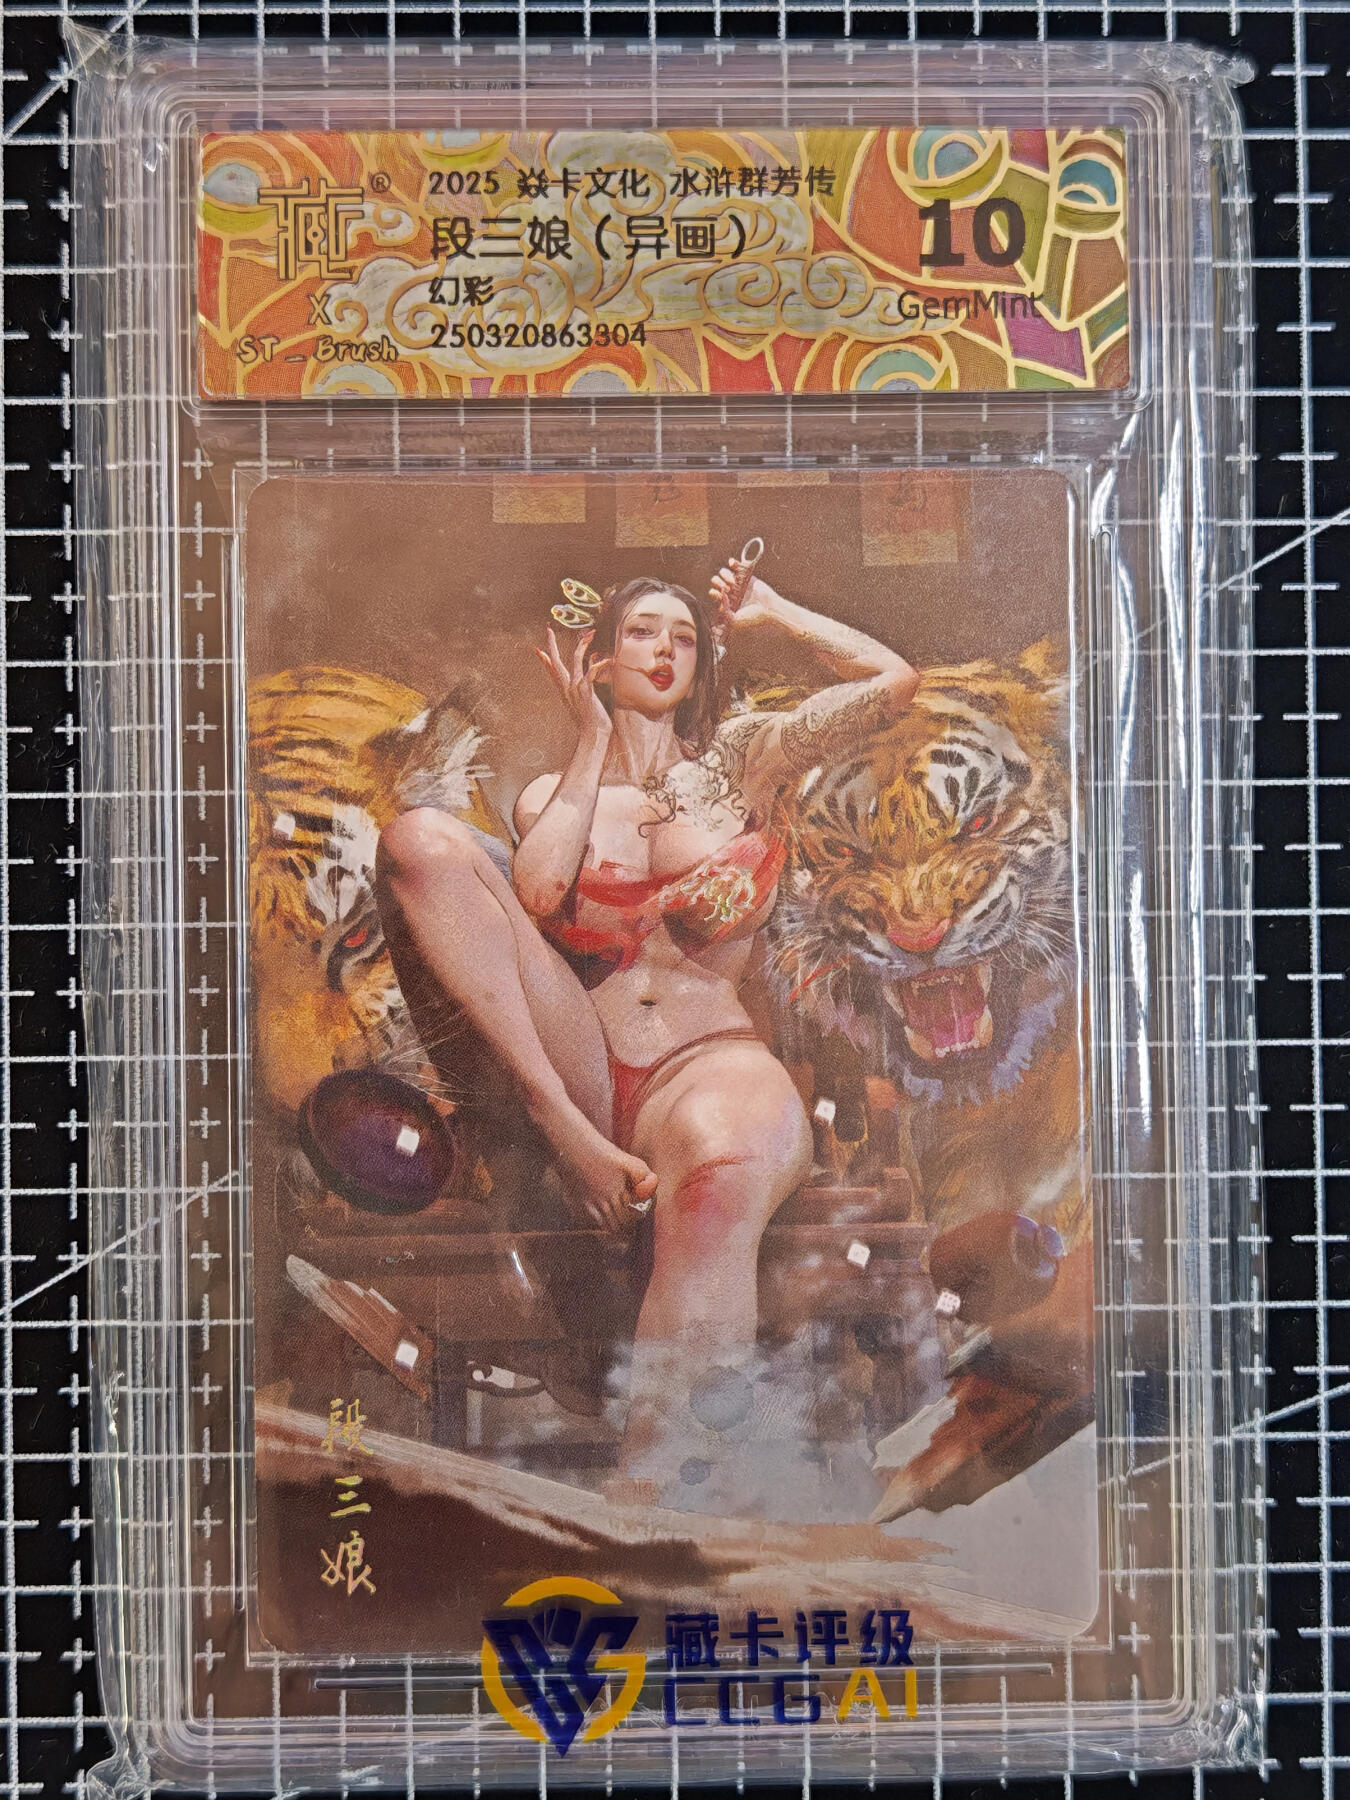 藏®
X
ST_Brush
2025 焱卡文化 水浒群芳传
段三娘（异画）
幻彩
250320863304
10
GemMint
段三娘
藏卡评级
CCGAI